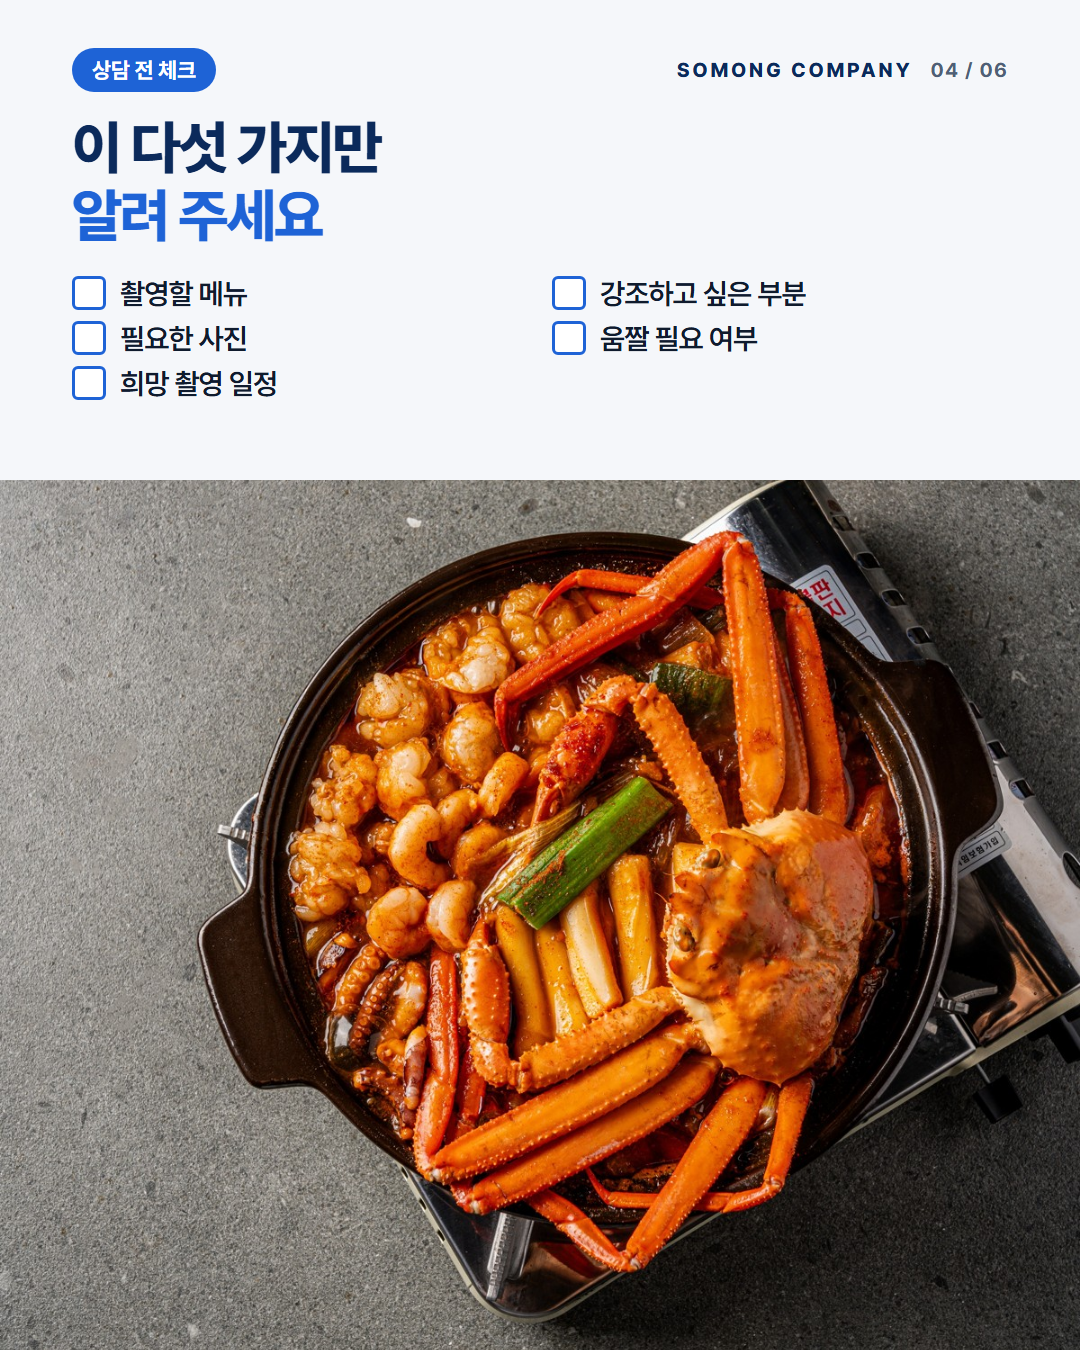 상담 전 체크
SOMONG COMPANY 04 / 06
이 다섯 가지만
알려 주세요
촬영할 메뉴
필요한 사진
희망 촬영 일정
강조하고 싶은 부분
움짤 필요 여부